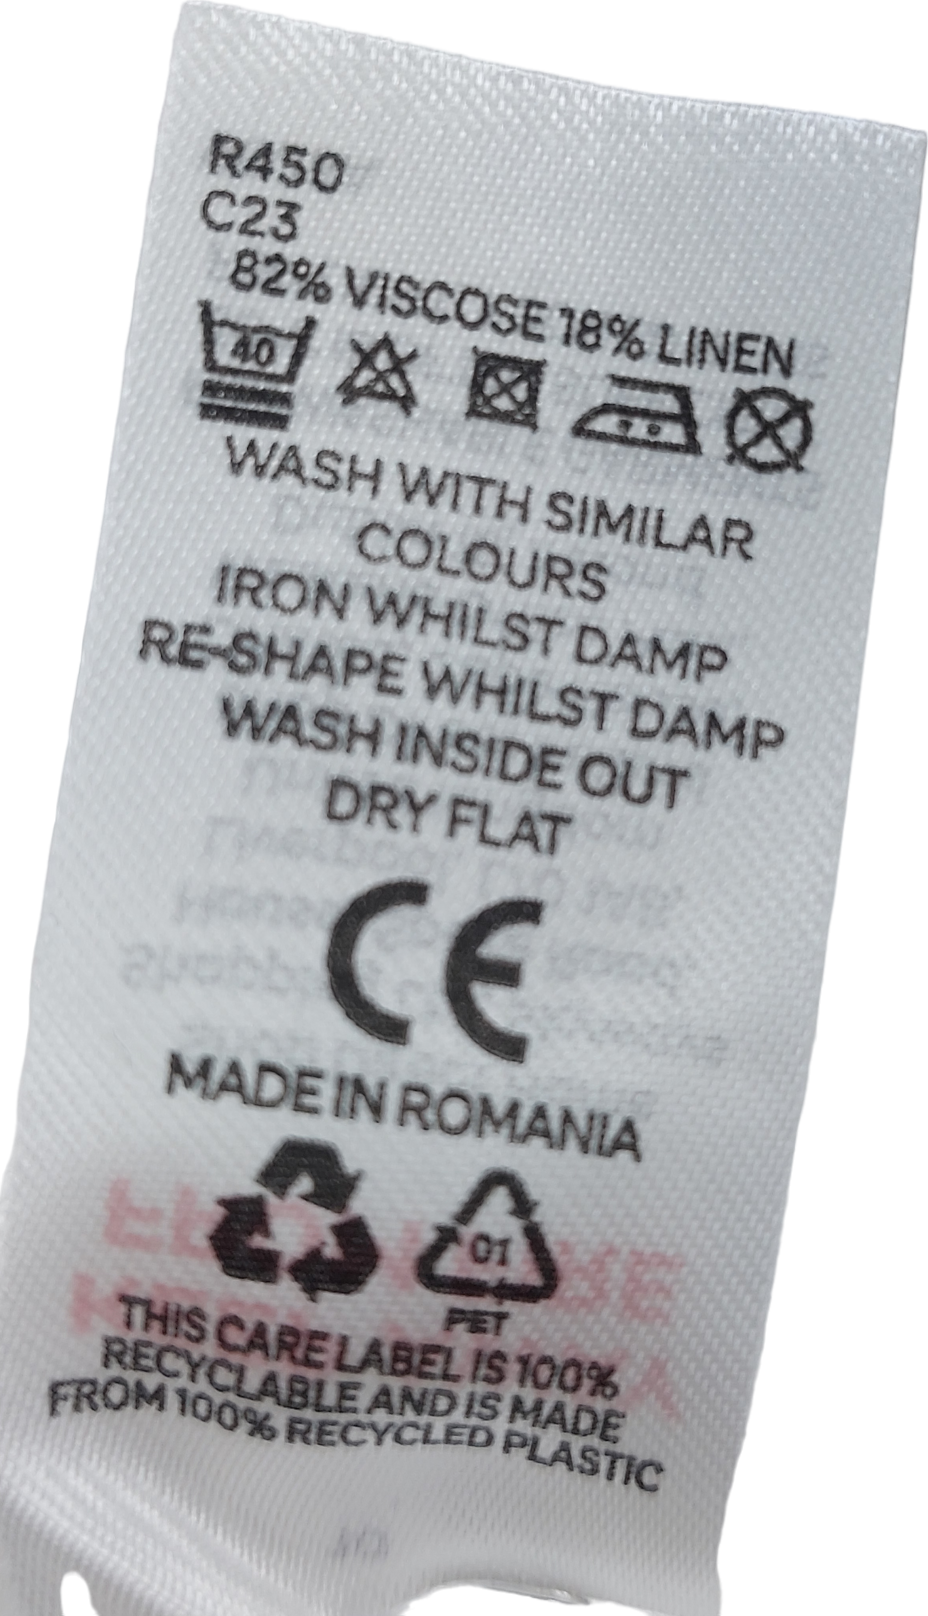 R450
C23
82% VISCOSE 18% LINEN
40
WASH WITH SIMILAR
COLOURS
IRON WHILST DAMP
RE-SHAPE WHILST DAMP
WASH INSIDE OUT
DRY FLAT
CE
MADE IN ROMANIA
01
PET
THIS CARE LABEL IS 100%
RECYCLABLE AND IS MADE
FROM 100% RECYCLED PLASTIC